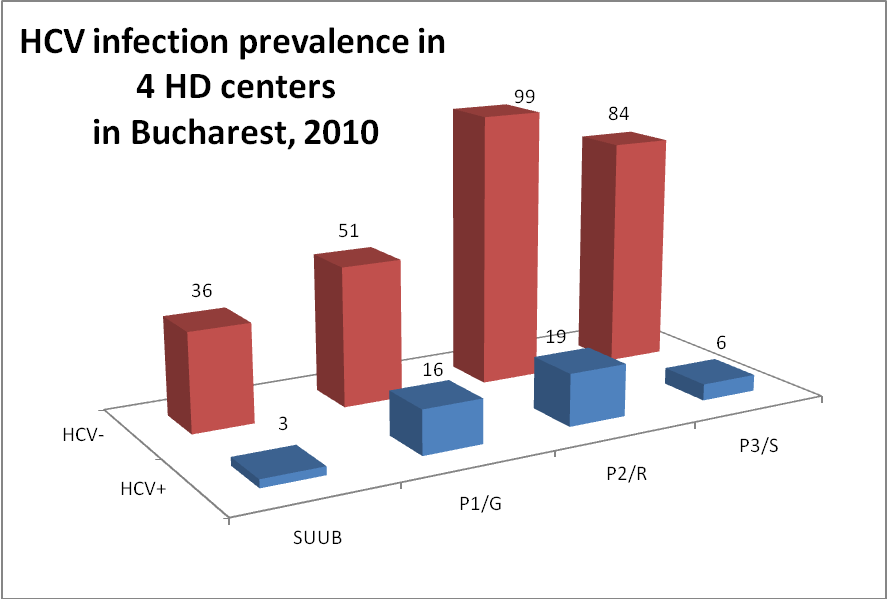 HCV infection prevalence in
4 HD centers
in Bucharest, 2010
99
84
51
36
19
6
16
3
HCV-
HCV+
SUUB
P1/G
P2/R
P3/S